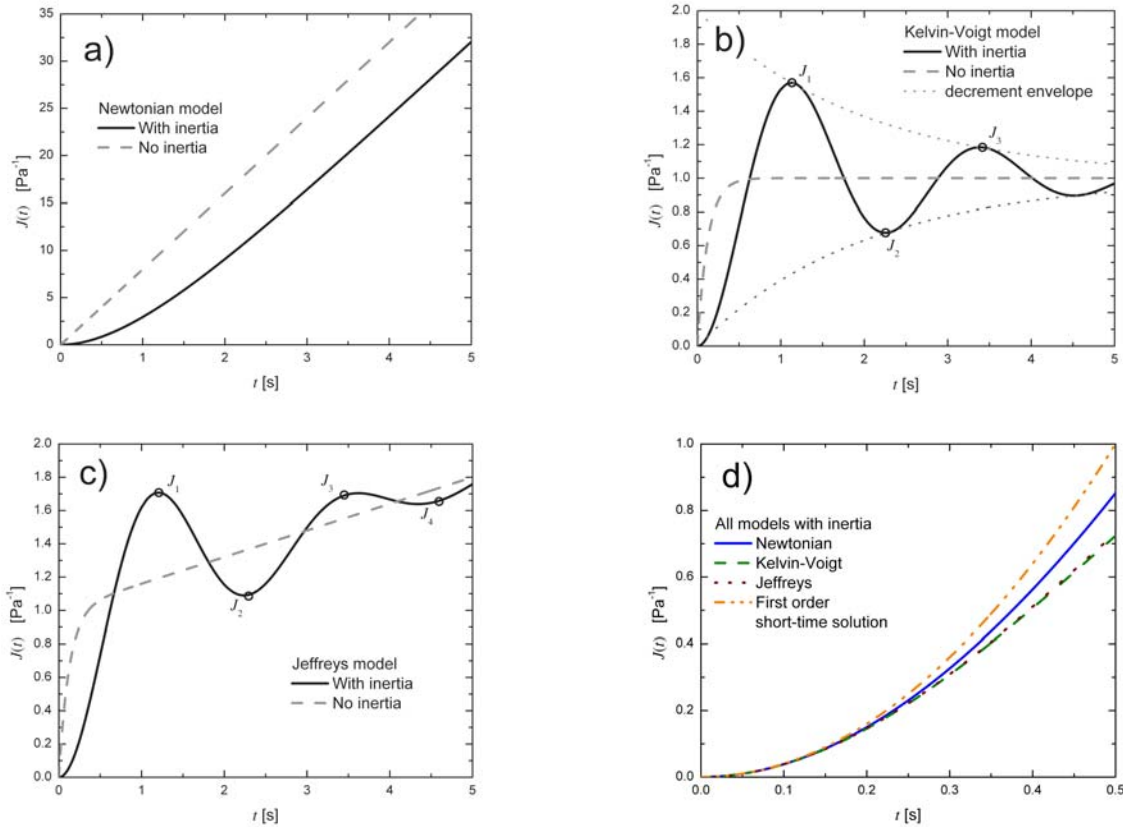 a)
Newtonian model
With inertia
No inertia
35
30
25
20
15
10
5
0
J(t) [Pa⁻¹]
0 1 2 3 4 5
t [s]
b)
Kelvin-Voigt model
With inertia
No inertia
decrement envelope
J₁
J₃
J₂
2.0
1.8
1.6
1.4
1.2
1.0
0.8
0.6
0.4
0.2
0.0
J(t) [Pa⁻¹]
0 1 2 3 4 5
t [s]
c)
J₁
J₃
J₄
J₂
Jeffreys model
With inertia
No inertia
2.0
1.8
1.6
1.4
1.2
1.0
0.8
0.6
0.4
0.2
0.0
J(t) [Pa⁻¹]
0 1 2 3 4 5
t [s]
d)
All models with inertia
Newtonian
Kelvin-Voigt
Jeffreys
First order
short-time solution
1.0
0.8
0.6
0.4
0.2
0.0
J(t) [Pa⁻¹]
0.0 0.1 0.2 0.3 0.4 0.5
t [s]